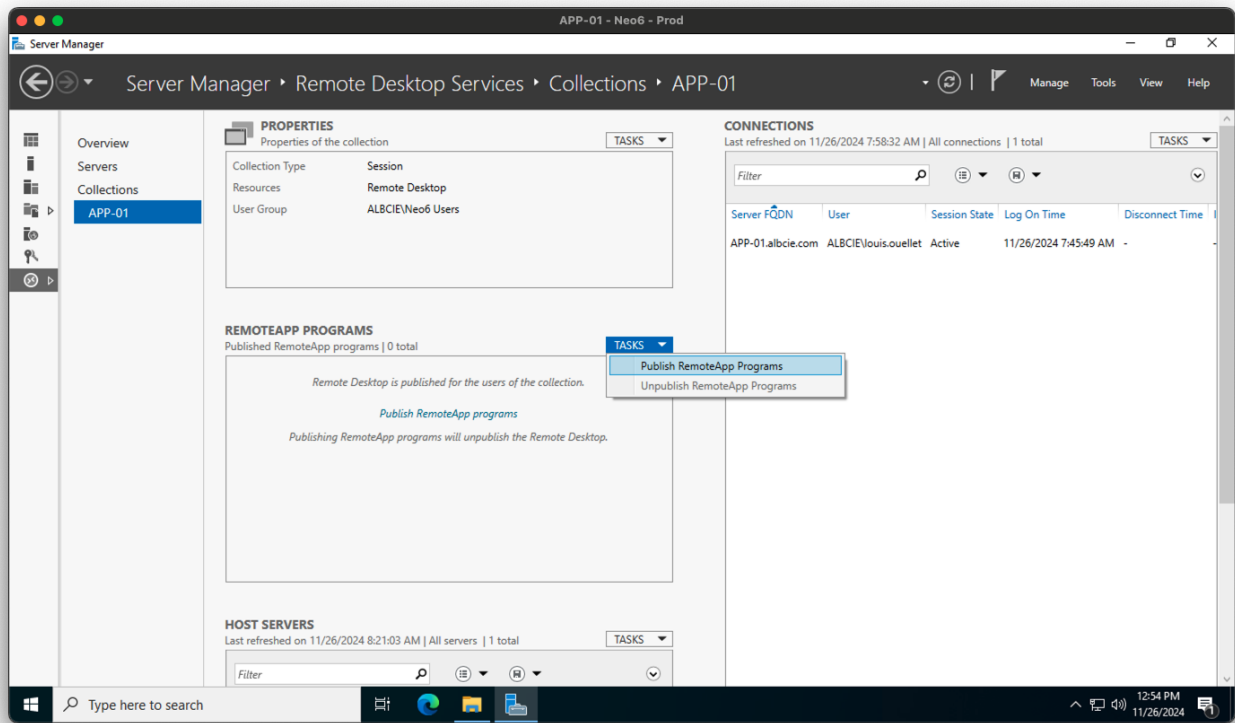 APP-01 - Neo6 - Prod
Server Manager
Server Manager ‣ Remote Desktop Services ‣ Collections ‣ APP-01
Manage Tools View Help
Overview
Servers
Collections
APP-01
PROPERTIES
Properties of the collection
TASKS
Collection Type Session
Resources Remote Desktop
User Group ALBCIE\Neo6 Users
REMOTEAPP PROGRAMS
Published RemoteApp programs | 0 total
TASKS
Publish RemoteApp Programs
Unpublish RemoteApp Programs
Remote Desktop is published for the users of the collection.
Publish RemoteApp programs
Publishing RemoteApp programs will unpublish the Remote Desktop.
HOST SERVERS
Last refreshed on 11/26/2024 8:21:03 AM | All servers | 1 total
TASKS
Filter
CONNECTIONS
Last refreshed on 11/26/2024 7:58:32 AM | All connections | 1 total
TASKS
Filter
Server FQDN User Session State Log On Time Disconnect Time
APP-01.albcie.com ALBCIE\louis.ouellet Active 11/26/2024 7:45:49 AM - -
Type here to search
12:54 PM
11/26/2024
1